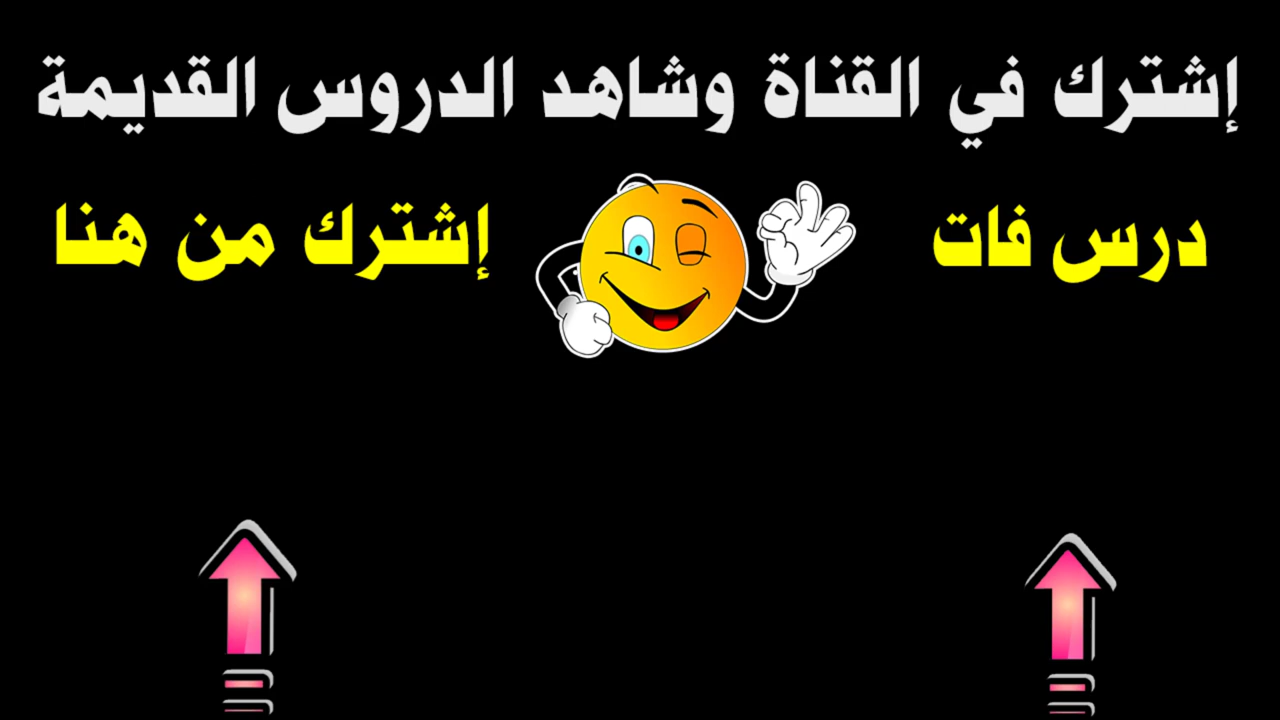 إشترك في القناة وشاهد الدروس القديمة
درس فات
إشترك من هنا